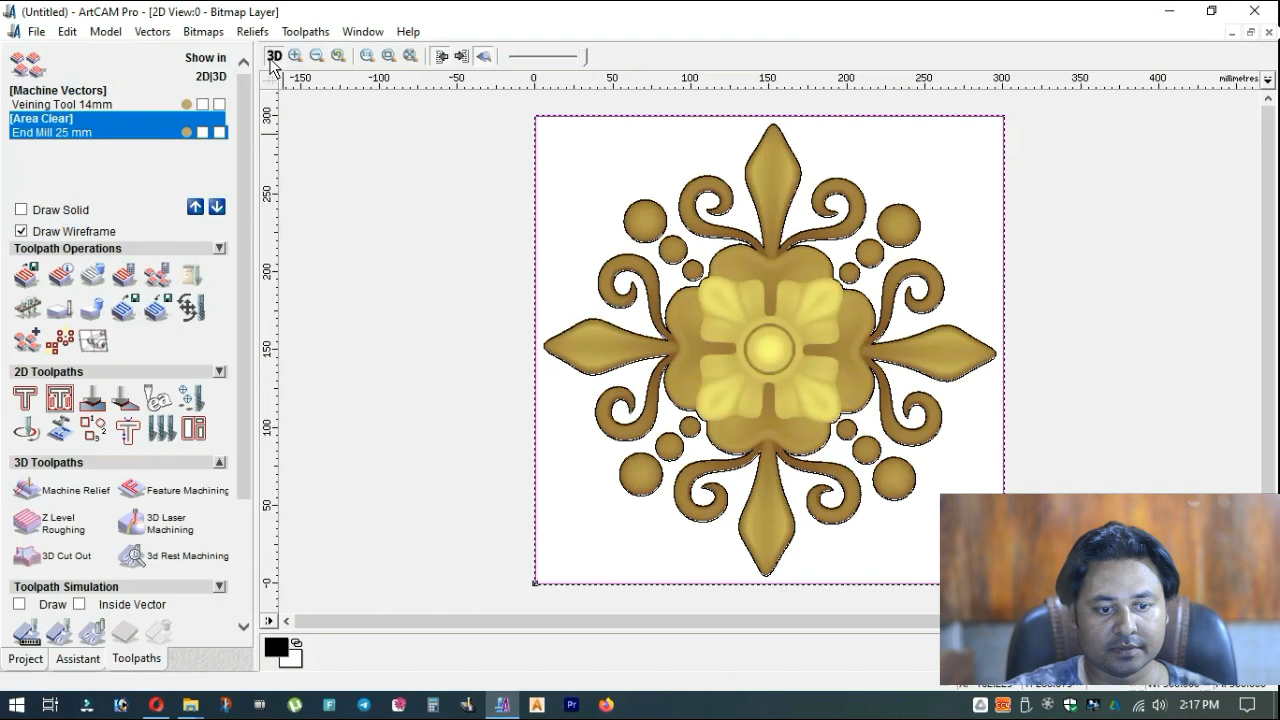 (Untitled) - ArtCAM Pro - [2D View:0 - Bitmap Layer]
File Edit Model Vectors Bitmaps Reliefs Toolpaths Window Help
Show in
2D|3D
[Machine Vectors]
Veining Tool 14mm
[Area Clear]
End Mill 25 mm
Draw Solid
Draw Wireframe
Toolpath Operations
2D Toolpaths
3D Toolpaths
Machine Relief Feature Machining
Z Level Roughing
3D Laser Machining
3D Cut Out 3d Rest Machining
Toolpath Simulation
Draw Inside Vector
Project Assistant Toolpaths
3D
-150 -100 -50 0 50 100 150 200 250 300 350 400 millimetres
300
250
200
150
100
50
-0
2:17 PM